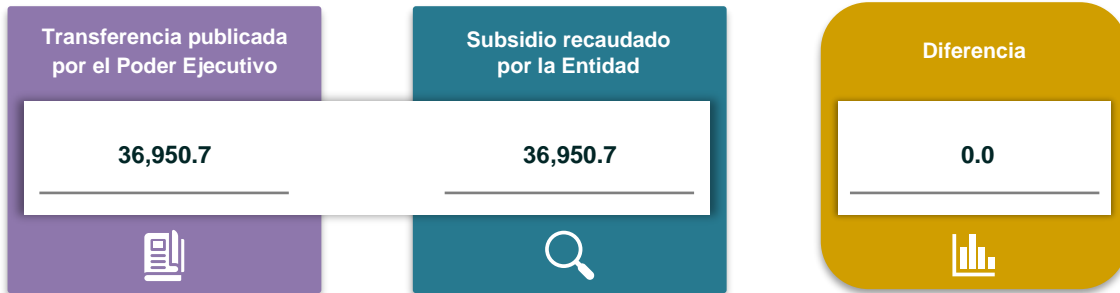 Transferencia publicada
por el Poder Ejecutivo
36,950.7
Subsidio recaudado
por la Entidad
36,950.7
Diferencia
0.0